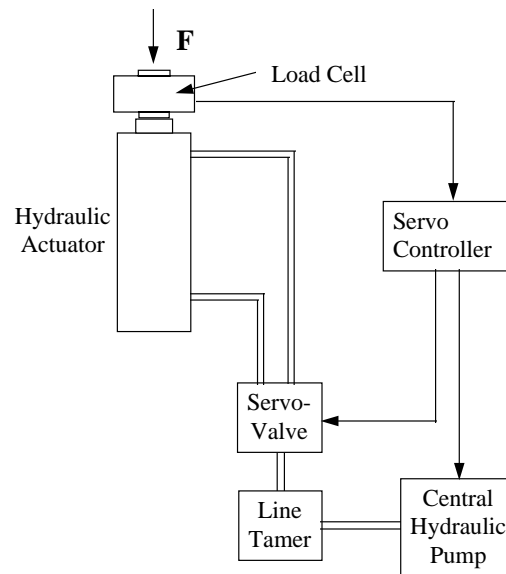 F
Load Cell
Hydraulic
Actuator
Servo
Controller
Servo-
Valve
Line
Tamer
Central
Hydraulic
Pump